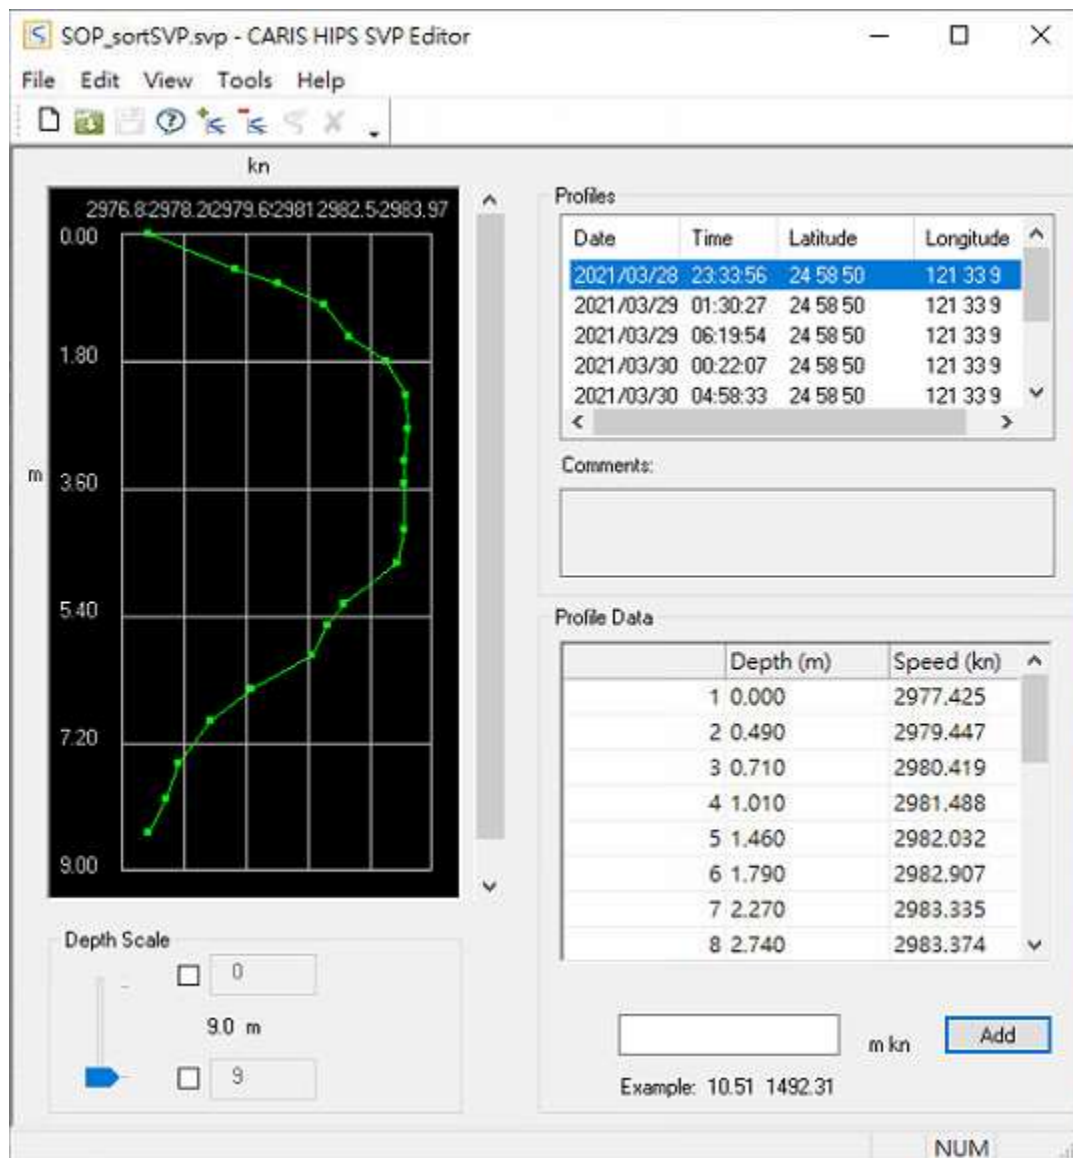 SOP_sortSVP.svp - CARIS HIPS SVP Editor
File Edit View Tools Help
kn
2976.8 2978.2 2979.6 2981 2982.5 2983.97
0.00
1.80
m
3.60
5.40
7.20
9.00
Depth Scale
0
9.0 m
9
Profiles
Date Time Latitude Longitude
2021/03/28 23:33:56 24 58 50 121 33 9
2021/03/29 01:30:27 24 58 50 121 33 9
2021/03/29 06:19:54 24 58 50 121 33 9
2021/03/30 00:22:07 24 58 50 121 33 9
2021/03/30 04:58:33 24 58 50 121 33 9
Comments:
Profile Data
Depth (m) Speed (kn)
1 0.000 2977.425
2 0.490 2979.447
3 0.710 2980.419
4 1.010 2981.488
5 1.460 2982.032
6 1.790 2982.907
7 2.270 2983.335
8 2.740 2983.374
m kn Add
Example: 10.51 1492.31
NUM